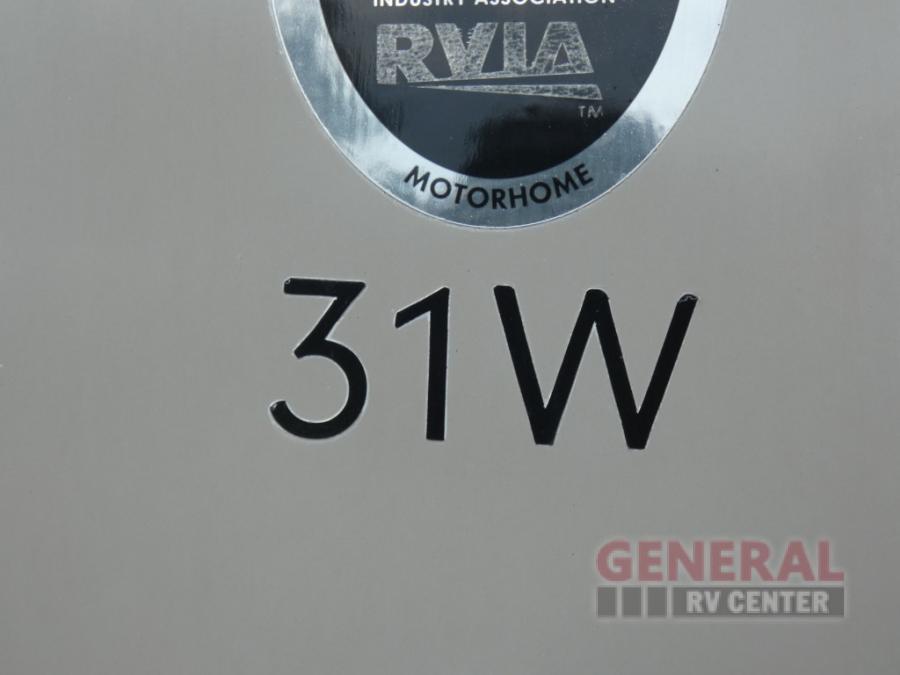 INDUSTRY ASSOCIATION
RVIA
TM
MOTORHOME
31W
GENERAL
RV CENTER